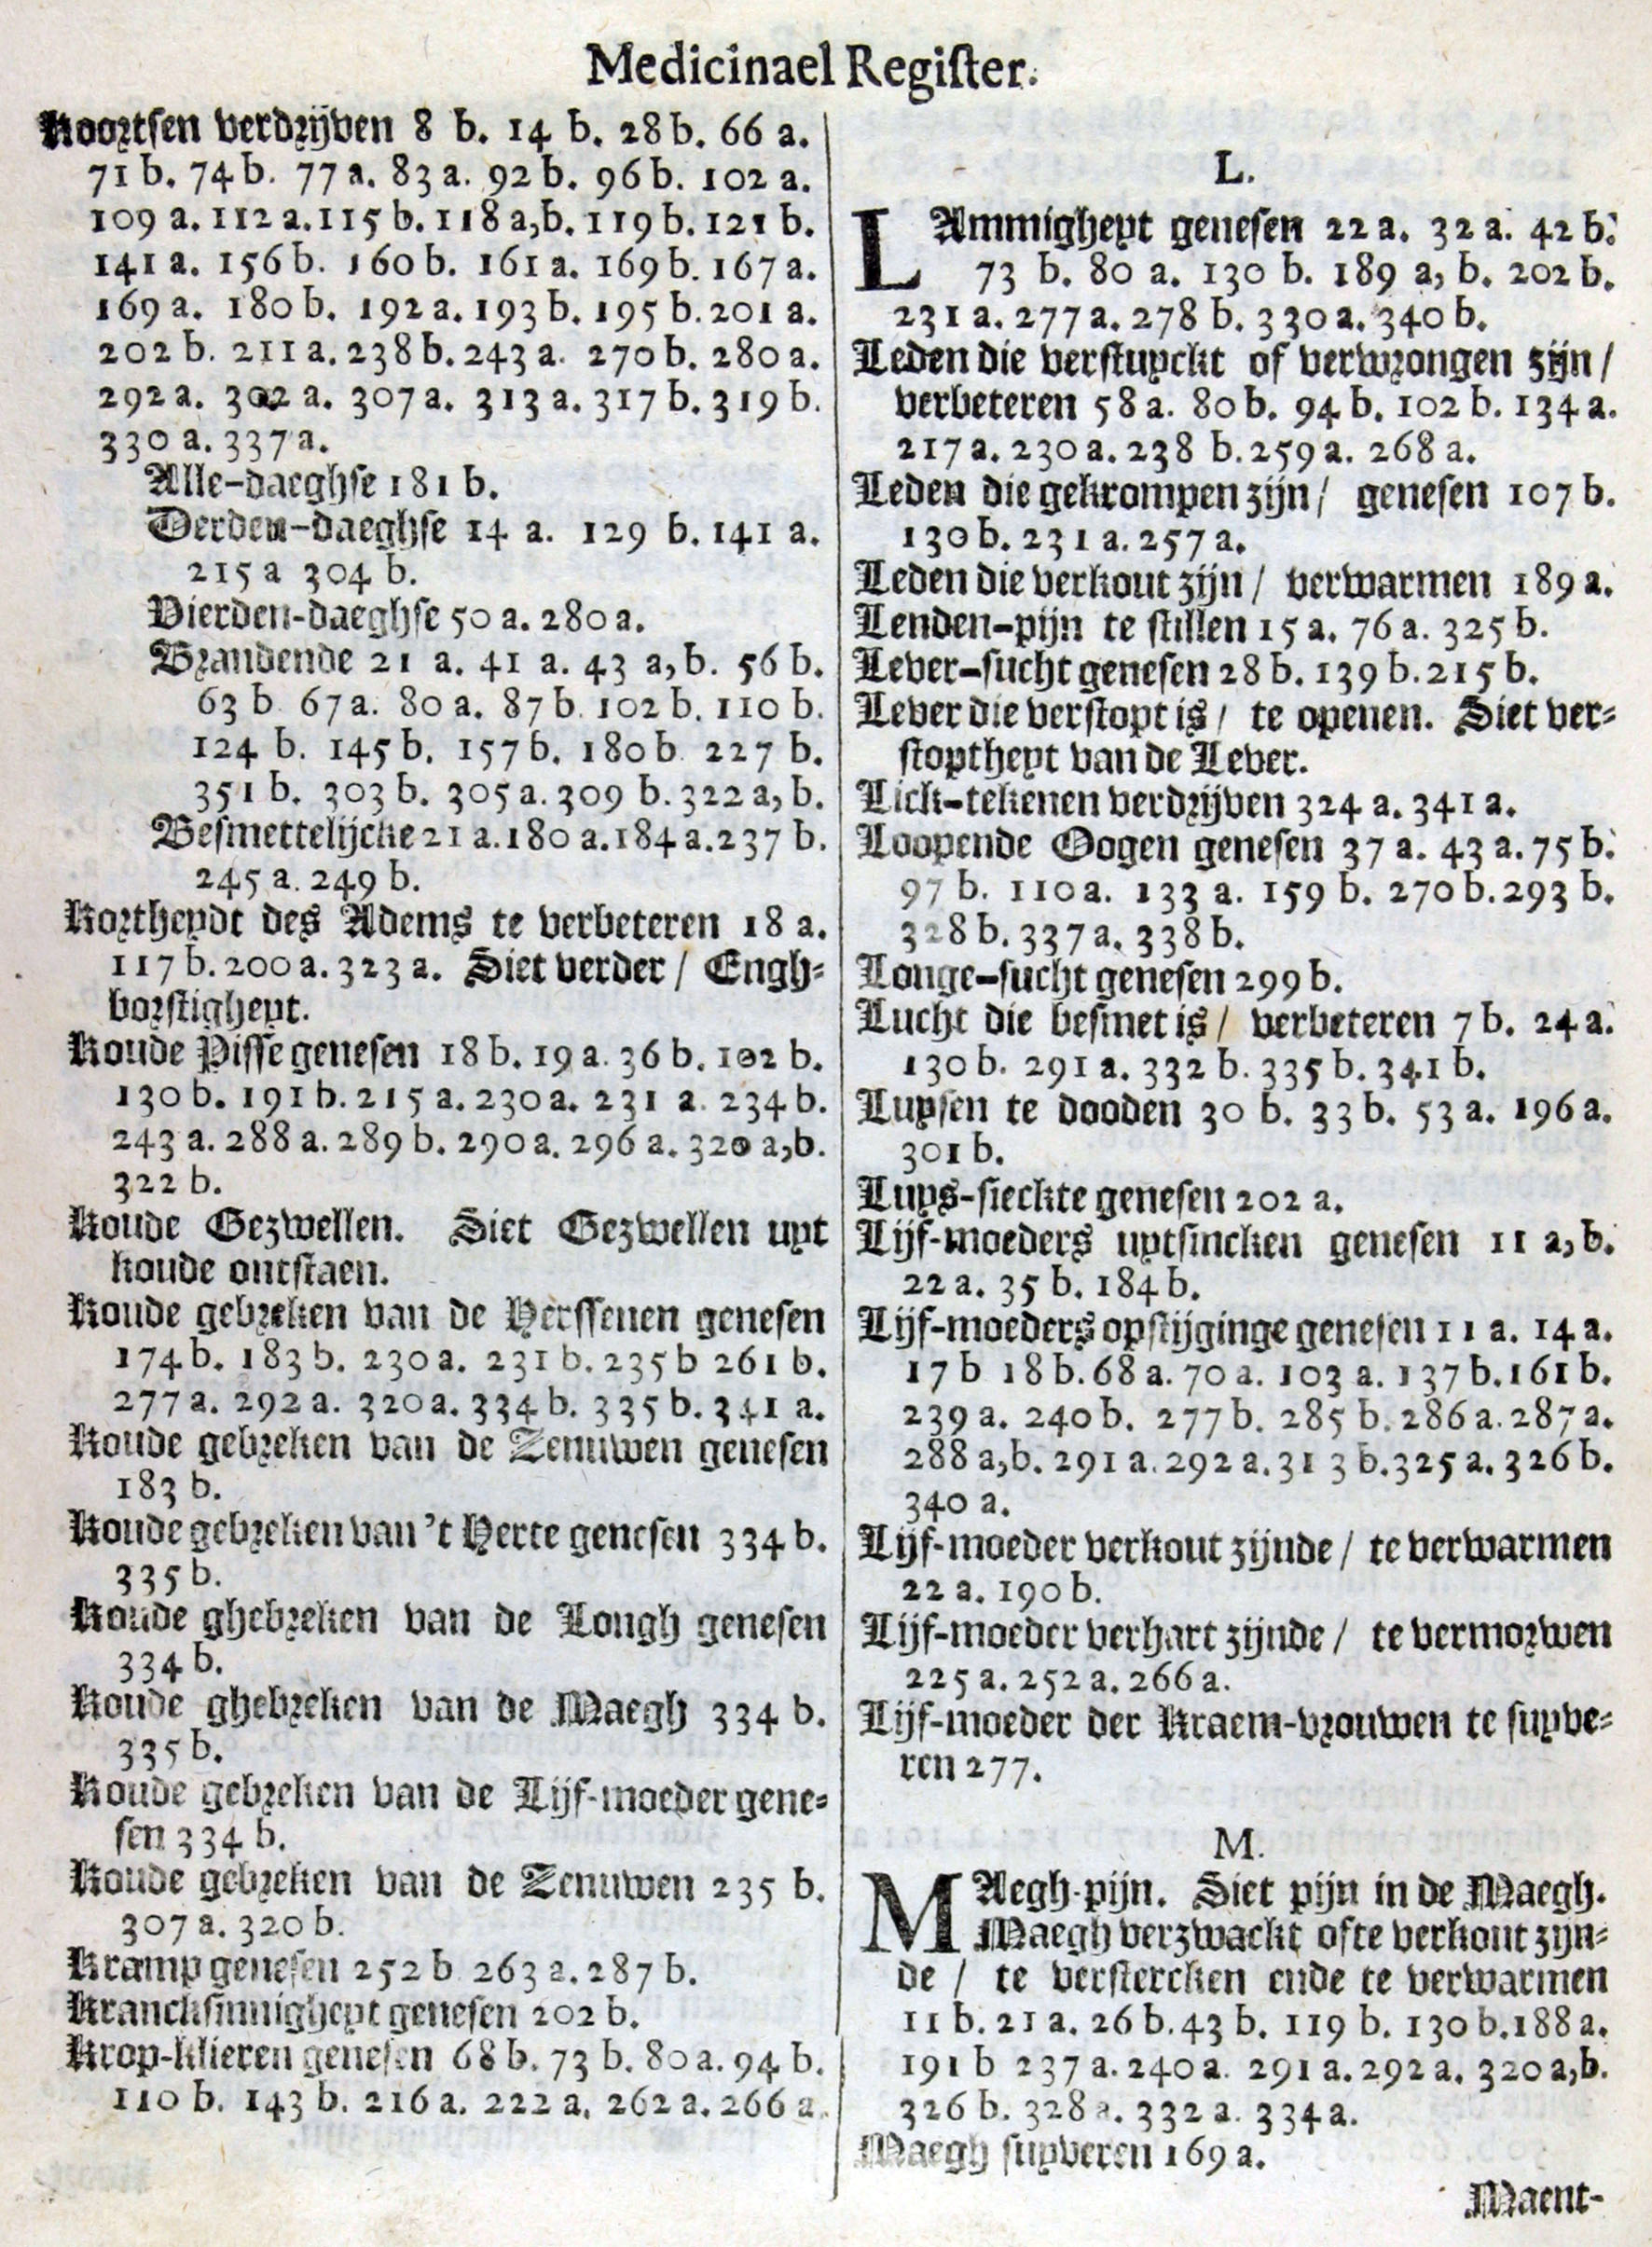 Medicinael Register.
Koortsen verdrijven 8 b. 14 b. 28 b. 66 a.
71 b. 74 b. 77 a. 83 a. 92 b. 96 b. 102 a.
109 a. 112 a. 115 b. 118 a, b. 119 b. 121 b.
141 a. 156 b. 160 b. 161 a. 169 b. 167 a.
169 a. 180 b. 192 a. 193 b. 195 b. 201 a.
202 b. 211 a. 238 b. 243 a. 270 b. 280 a.
292 a. 302 a. 307 a. 313 a. 317 b. 319 b.
330 a. 337 a.
Alle-daeghse 181 b.
Derden-daeghse 14 a. 129 b. 141 a.
215 a 304 b.
Vierden-daeghse 50 a. 280 a.
Brandende 21 a. 41 a. 43 a, b. 56 b.
63 b 67 a. 80 a. 87 b. 102 b. 110 b.
124 b. 145 b. 157 b. 180 b 227 b.
351 b. 303 b. 305 a. 309 b. 322 a, b.
Besmettelijcke 21 a. 180 a. 184 a. 237 b.
245 a. 249 b.
Kortheydt des Adems te verbeteren 18 a.
117 b. 200 a. 323 a. Siet verder / Engh-
borstigheyt.
Koude Pisse genesen 18 b. 19 a. 36 b. 102 b.
130 b. 191 b. 215 a. 230 a. 231 a. 234 b.
243 a. 288 a. 289 b. 290 a. 296 a. 320 a, b.
322 b.
Koude Gezwellen. Siet Gezwellen uyt
koude ontstaen.
Koude gebreken van de Herssenen genesen
174 b. 183 b. 230 a. 231 b. 235 b 261 b.
277 a. 292 a. 320 a. 334 b. 335 b. 341 a.
Koude gebreken van de Zenuwen genesen
183 b.
Koude gebreken van 't Herte genesen 334 b.
335 b.
Koude ghebreken van de Lough genesen
334 b.
Koude ghebreken van de Maegh 334 b.
335 b.
Koude gebreken van de Lijf-moeder gene-
sen 334 b.
Koude gebreken van de Zenuwen 235 b.
307 a. 320 b.
Kramp genesen 252 b 263 a. 287 b.
Krancksinnigheyt genesen 202 b.
Krop-klieren genesen 68 b. 73 b. 80 a. 94 b.
110 b. 143 b. 216 a. 222 a. 262 a. 266 a.
L.
LAmmigheyt genesen 22 a. 32 a. 42 b.
73 b. 80 a. 130 b. 189 a, b. 202 b.
231 a. 277 a. 278 b. 330 a. 340 b.
Leden die verstuyckt of verwrongen zijn /
verbeteren 58 a. 80 b. 94 b. 102 b. 134 a.
217 a. 230 a. 238 b. 259 a. 268 a.
Leden die gekrompen zijn / genesen 107 b.
130 b. 231 a. 257 a.
Leden die verkout zijn / verwarmen 189 a.
Lenden-pijn te stillen 15 a. 76 a. 325 b.
Lever-sucht genesen 28 b. 139 b. 215 b.
Lever die verstopt is / te openen. Siet ver-
stoptheyt van de Lever.
Lick-tekenen verdrijven 324 a. 341 a.
Loopende Oogen genesen 37 a. 43 a. 75 b.
97 b. 110 a. 133 a. 159 b. 270 b. 293 b.
328 b. 337 a. 338 b.
Longe-sucht genesen 299 b.
Lucht die besmet is / verbeteren 7 b. 24 a.
130 b. 291 a. 332 b. 335 b. 341 b.
Luysen te dooden 30 b. 33 b. 53 a. 196 a.
301 b.
Luys-sieckte genesen 202 a.
Lijf-moeders uytsincken genesen 11 a, b.
22 a. 35 b. 184 b.
Lijf-moeders opstijginge genesen 11 a. 14 a.
17 b 18 b. 68 a. 70 a. 103 a. 137 b. 161 b.
239 a. 240 b. 277 b. 285 b. 286 a. 287 a.
288 a, b. 291 a. 292 a. 313 b. 325 a. 326 b.
340 a.
Lijf-moeder verkout zijnde / te verwarmen
22 a. 190 b.
Lijf-moeder verhart zijnde / te vermorwen
225 a. 252 a. 266 a.
Lijf-moeder der Kraem-vrouwen te suyve-
ren 277.
M.
MAegh-pijn. Siet pijn in de Maegh.
Maegh verzwackt ofte verkout zijn-
de / te verstercken ende te verwarmen
11 b. 21 a. 26 b. 43 b. 119 b. 130 b. 188 a.
191 b 237 a. 240 a. 291 a. 292 a. 320 a, b.
326 b. 328 a. 332 a. 334 a.
Maegh suyveren 169 a.
Maent-